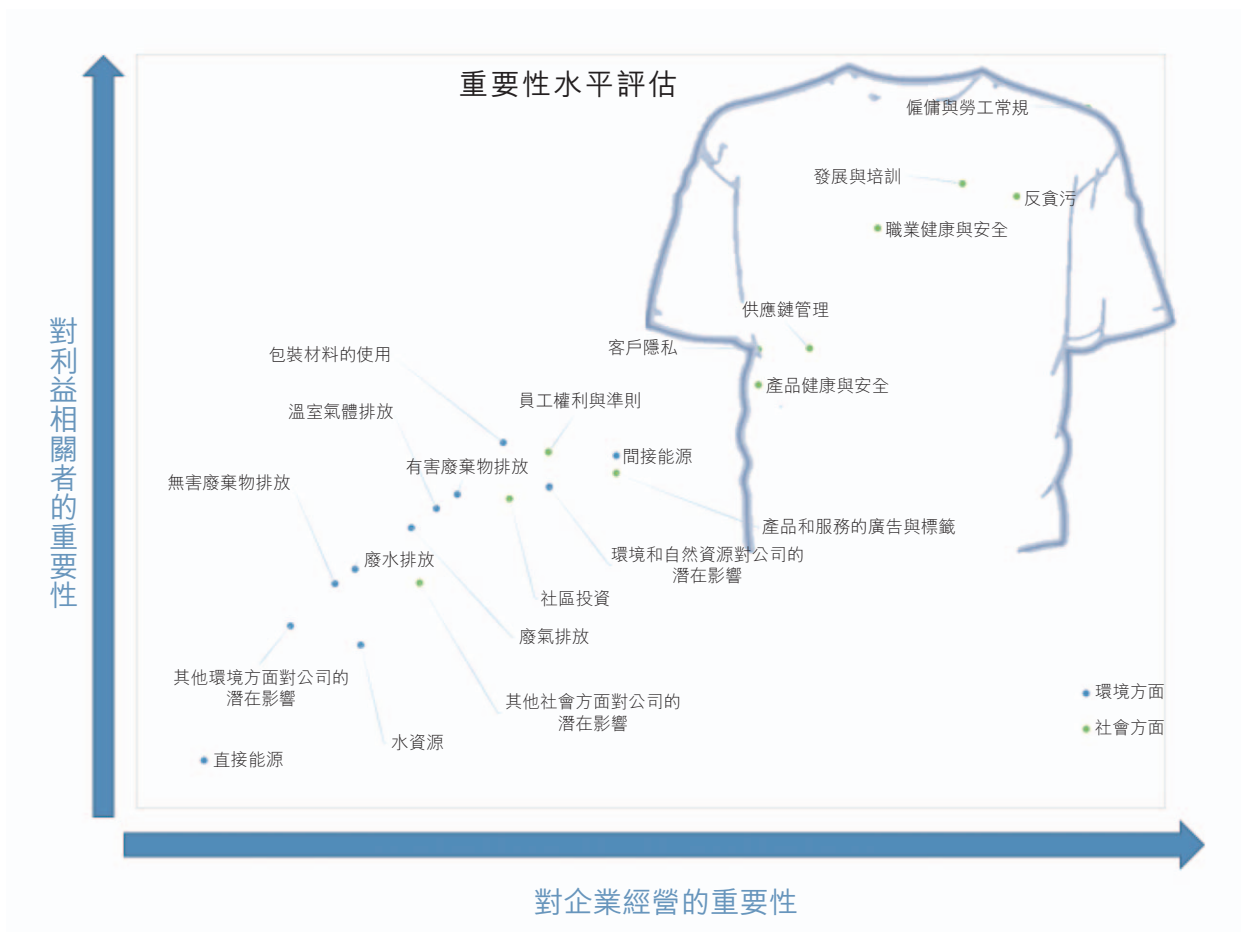 重要性水平評估
僱傭與勞工常規
發展與培訓
反貪污
職業健康與安全
供應鏈管理
客戶隱私
包裝材料的使用
產品健康與安全
員工權利與準則
溫室氣體排放
間接能源
有害廢棄物排放
無害廢棄物排放
產品和服務的廣告與標籤
環境和自然資源對公司的
潛在影響
廢水排放
社區投資
廢氣排放
其他環境方面對公司的
潛在影響
其他社會方面對公司的
潛在影響
水資源
直接能源
環境方面
社會方面
對利益相關者的重要性
對企業經營的重要性